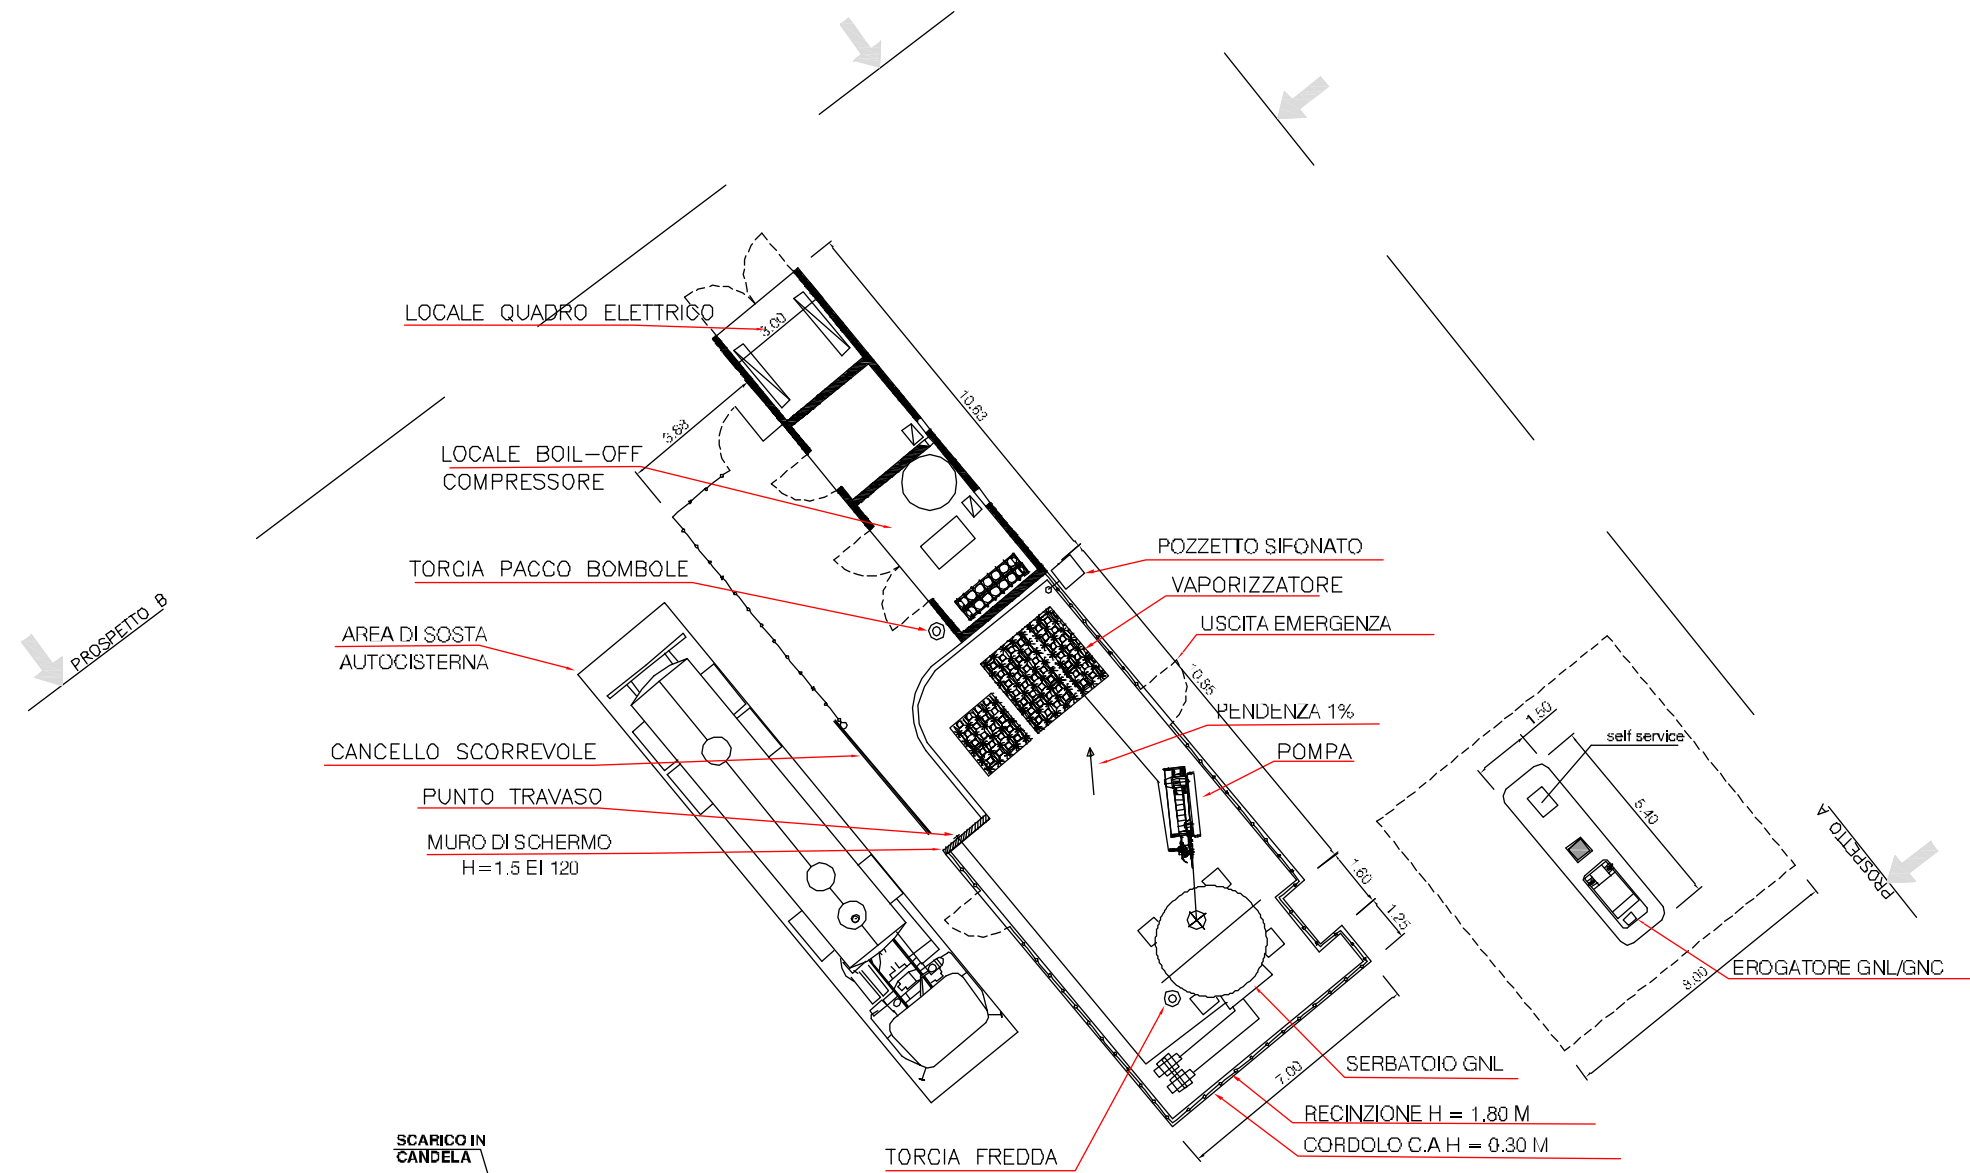 LOCALE QUADRO ELETTRICO
3.00
10.63
3.88
LOCALE BOIL-OFF
COMPRESSORE
POZZETTO SIFONATO
TORCIA PACCO BOMBOLE
VAPORIZZATORE
PROSPETTO B
USCITA EMERGENZA
AREA DI SOSTA
AUTOCISTERNA
10.85
PENDENZA 1%
1.50
self service
CANCELLO SCORREVOLE
POMPA
PUNTO TRAVASO
5.40
PROSPETTO A
MURO DI SCHERMO
H=1.5 EI 120
1.60
1.25
EROGATORE GNL/GNC
8.00
SERBATOIO GNL
7.00
RECINZIONE H = 1.80 M
SCARICO IN
CANDELA
CORDOLO C.A H = 0.30 M
TORCIA FREDDA